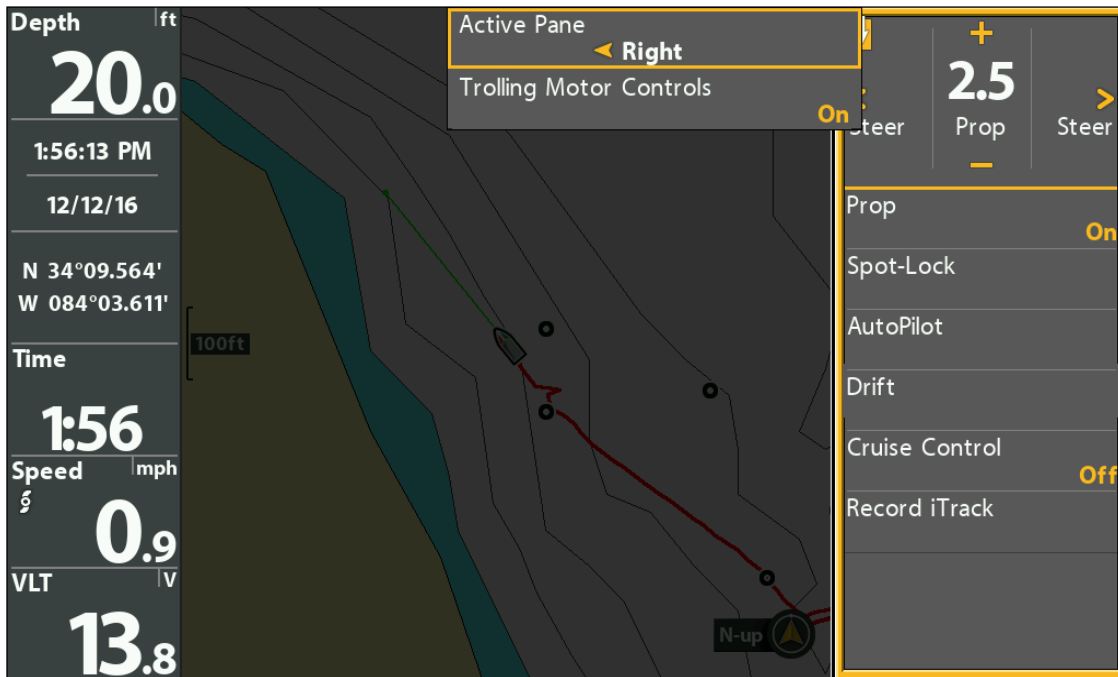 Depth ft
20.0
1:56:13 PM
12/12/16
N 34°09.564'
W 084°03.611'
Time
1:56
Speed mph
0.9
VLT V
13.8
100ft
N-up
Active Pane
Right
Trolling Motor Controls
On
+
2.5
Steer Prop Steer
Prop
On
Spot-Lock
AutoPilot
Drift
Cruise Control
Off
Record iTrack